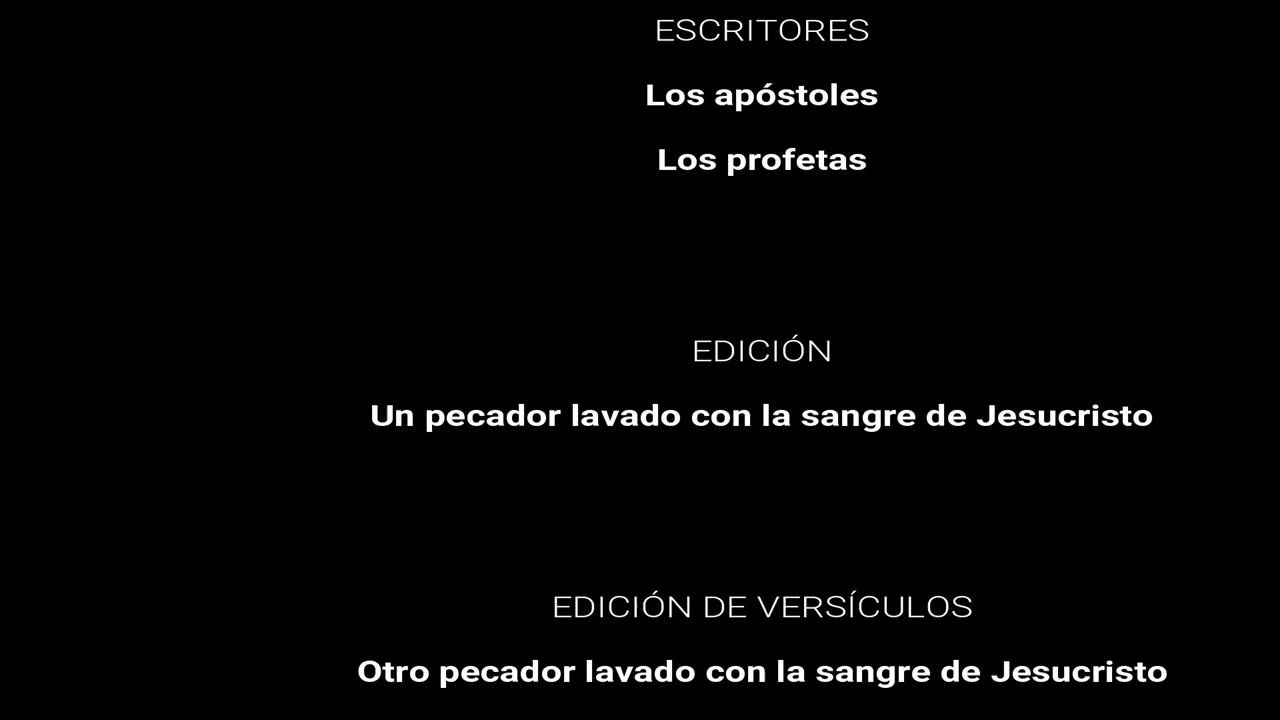 ESCRITORES
Los apóstoles
Los profetas
EDICIÓN
Un pecador lavado con la sangre de Jesucristo
EDICIÓN DE VERSÍCULOS
Otro pecador lavado con la sangre de Jesucristo